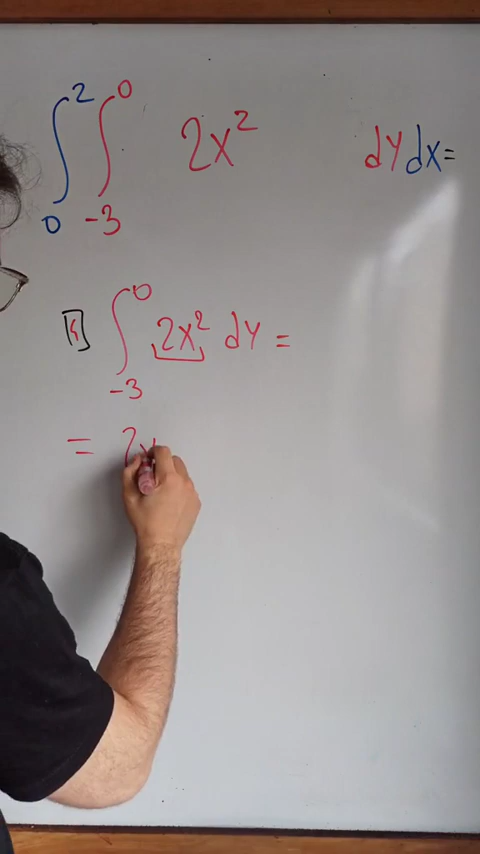 ∫₀² ∫₋₃⁰ 2x² dy dx=
[1] ∫₋₃⁰ 2x² dy =
= 2